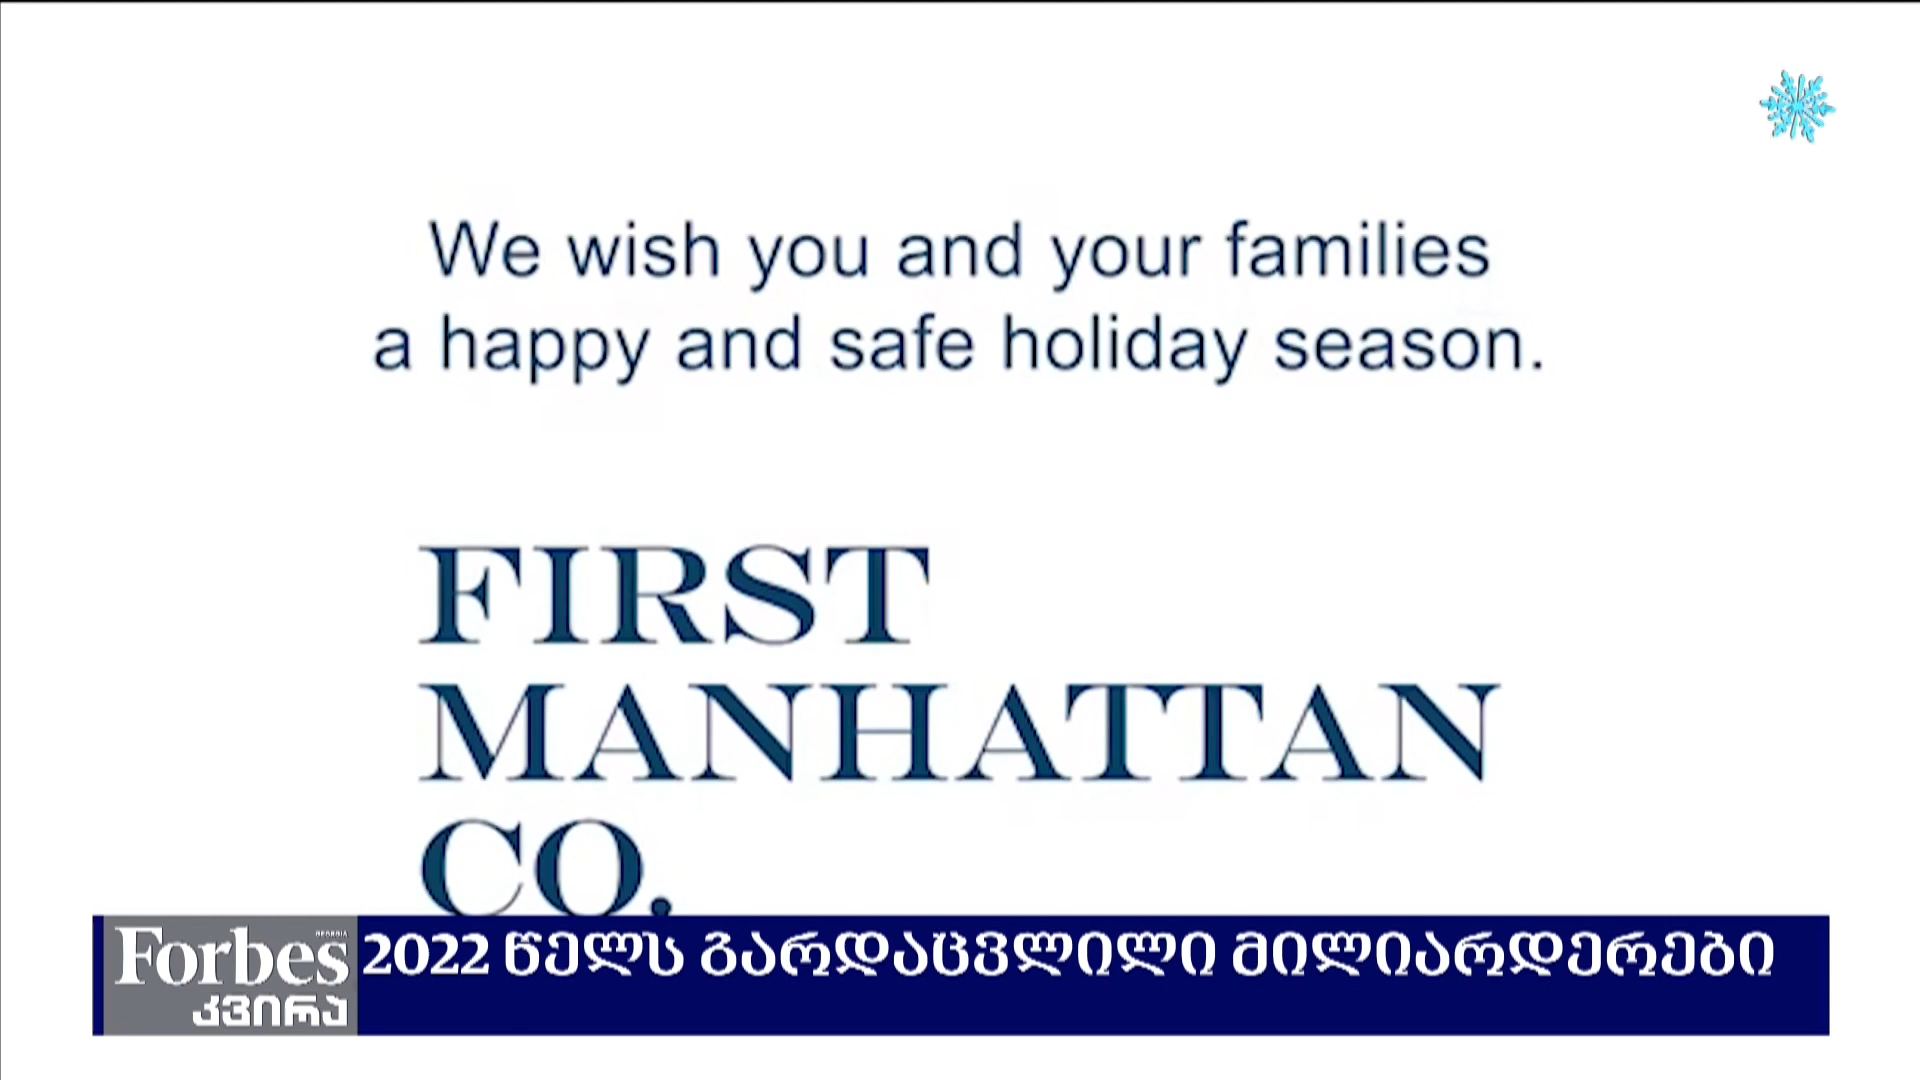 We wish you and your families
a happy and safe holiday season.
FIRST
MANHATTAN
CO.
Forbes
GEORGIA
კვირა
2022 წელს გარდაცვლილი მილიარდერები